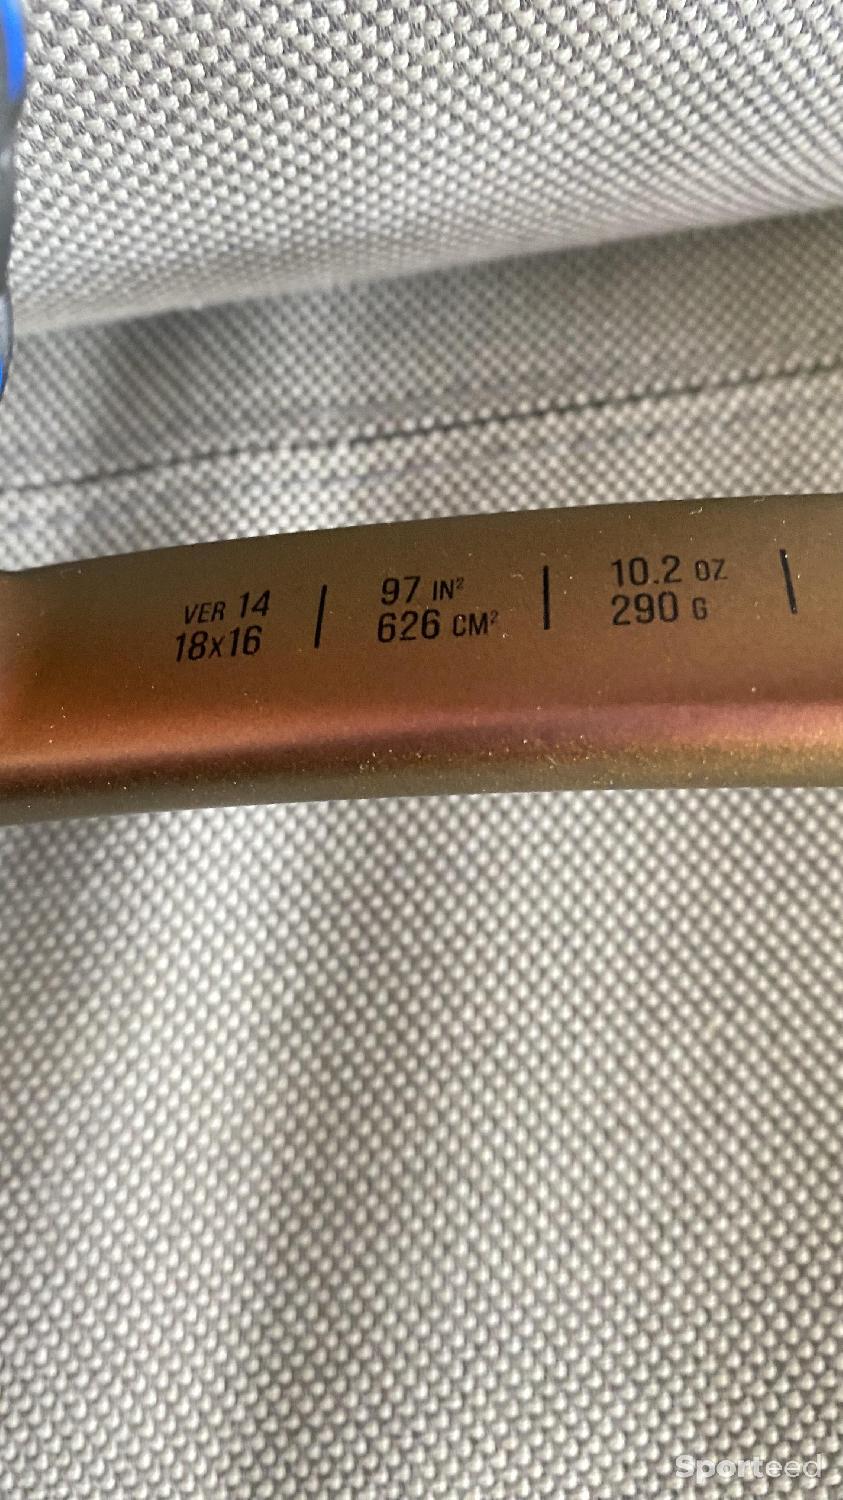 VER 14 | 97 IN² | 10.2 OZ |
18x16 626 CM² 290 G
Sporteed